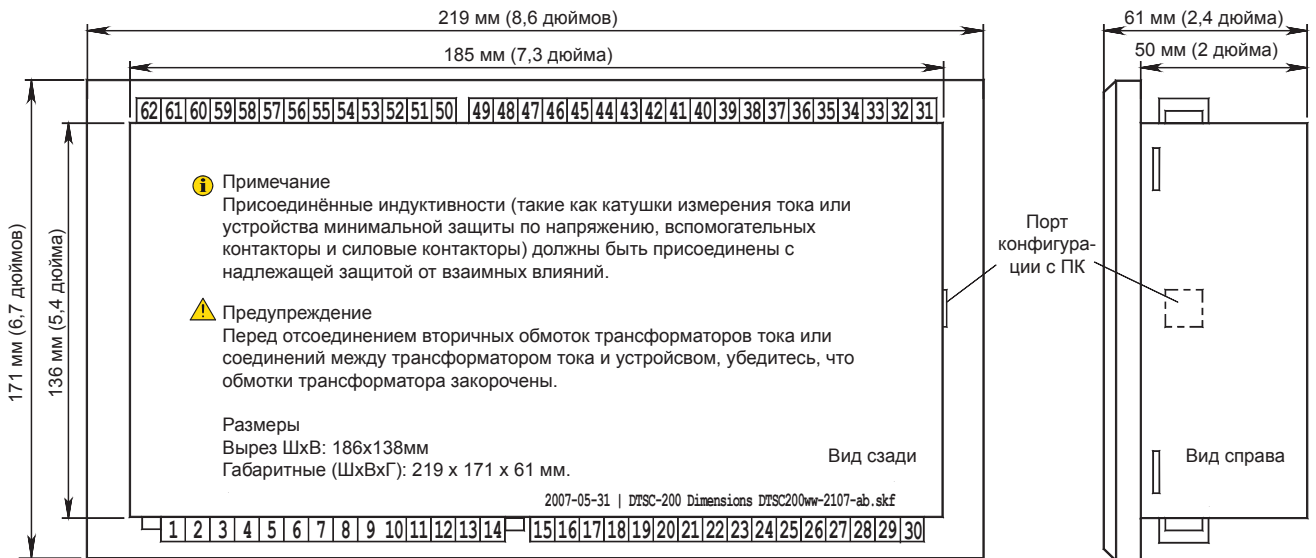 219 мм (8,6 дюймов)
61 мм (2,4 дюйма)
185 мм (7,3 дюйма)
50 мм (2 дюйма)
62 61 60 59 58 57 56 55 54 53 52 51 50 49 48 47 46 45 44 43 42 41 40 39 38 37 36 35 34 33 32 31
171 мм (6,7 дюймов)
136 мм (5,4 дюйма)
Примечание
Присоединённые индуктивности (такие как катушки измерения тока или
устройства минимальной защиты по напряжению, вспомогательных
контакторы и силовые контакторы) должны быть присоединены с
надлежащей защитой от взаимных влияний.
Предупреждение
Перед отсоединением вторичных обмоток трансформаторов тока или
соединений между трансформатором тока и устройсвом, убедитесь, что
обмотки трансформатора закорочены.
Размеры
Вырез ШхВ: 186х138мм
Габаритные (ШхВхГ): 219 х 171 х 61 мм.
Вид сзади
2007-05-31 | DTSC-200 Dimensions DTSC200ww-2107-ab.skf
1 2 3 4 5 6 7 8 9 10 11 12 13 14 15 16 17 18 19 20 21 22 23 24 25 26 27 28 29 30
Порт
конфигура-
ции с ПК
Вид справа